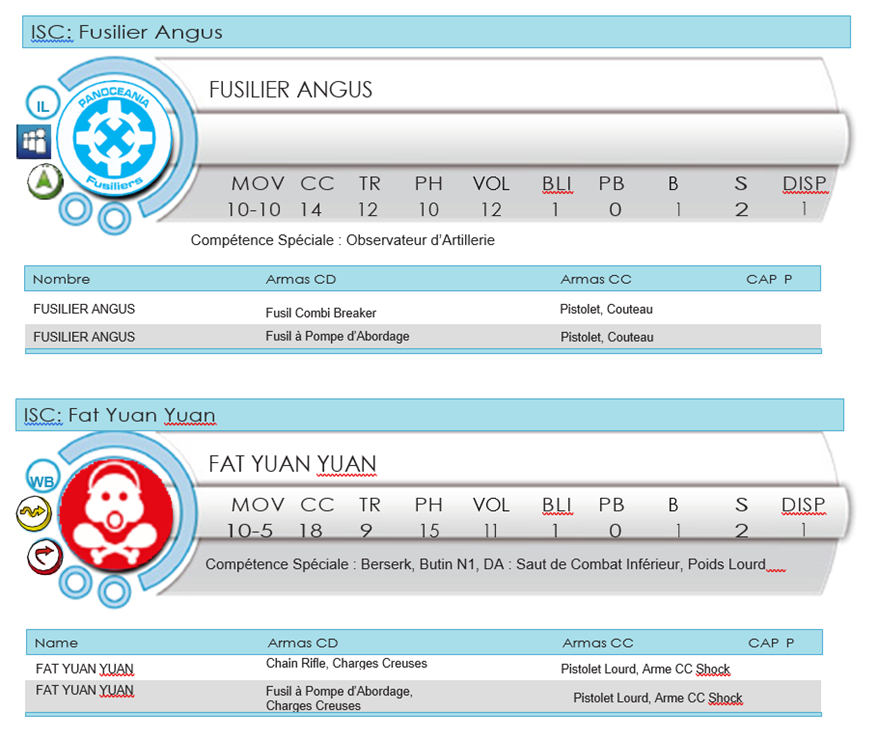 ISC: Fusilier Angus
FUSILIER ANGUS
IL
PANOCEANIA
Fusiliers
MOV CC TR PH VOL BLI PB B S DISP
10-10 14 12 10 12 1 0 1 2 1
Compétence Spéciale : Observateur d'Artillerie
Nombre Armas CD Armas CC CAP P
FUSILIER ANGUS Fusil Combi Breaker Pistolet, Couteau
FUSILIER ANGUS Fusil à Pompe d'Abordage Pistolet, Couteau
ISC: Fat Yuan Yuan
FAT YUAN YUAN
WB
MOV CC TR PH VOL BLI PB B S DISP
10-5 18 9 15 11 1 0 1 2 1
Compétence Spéciale : Berserk, Butin N1, DA : Saut de Combat Inférieur, Poids Lourd
Name Armas CD Armas CC CAP P
FAT YUAN YUAN Chain Rifle, Charges Creuses Pistolet Lourd, Arme CC Shock
FAT YUAN YUAN Fusil à Pompe d'Abordage, Pistolet Lourd, Arme CC Shock
Charges Creuses